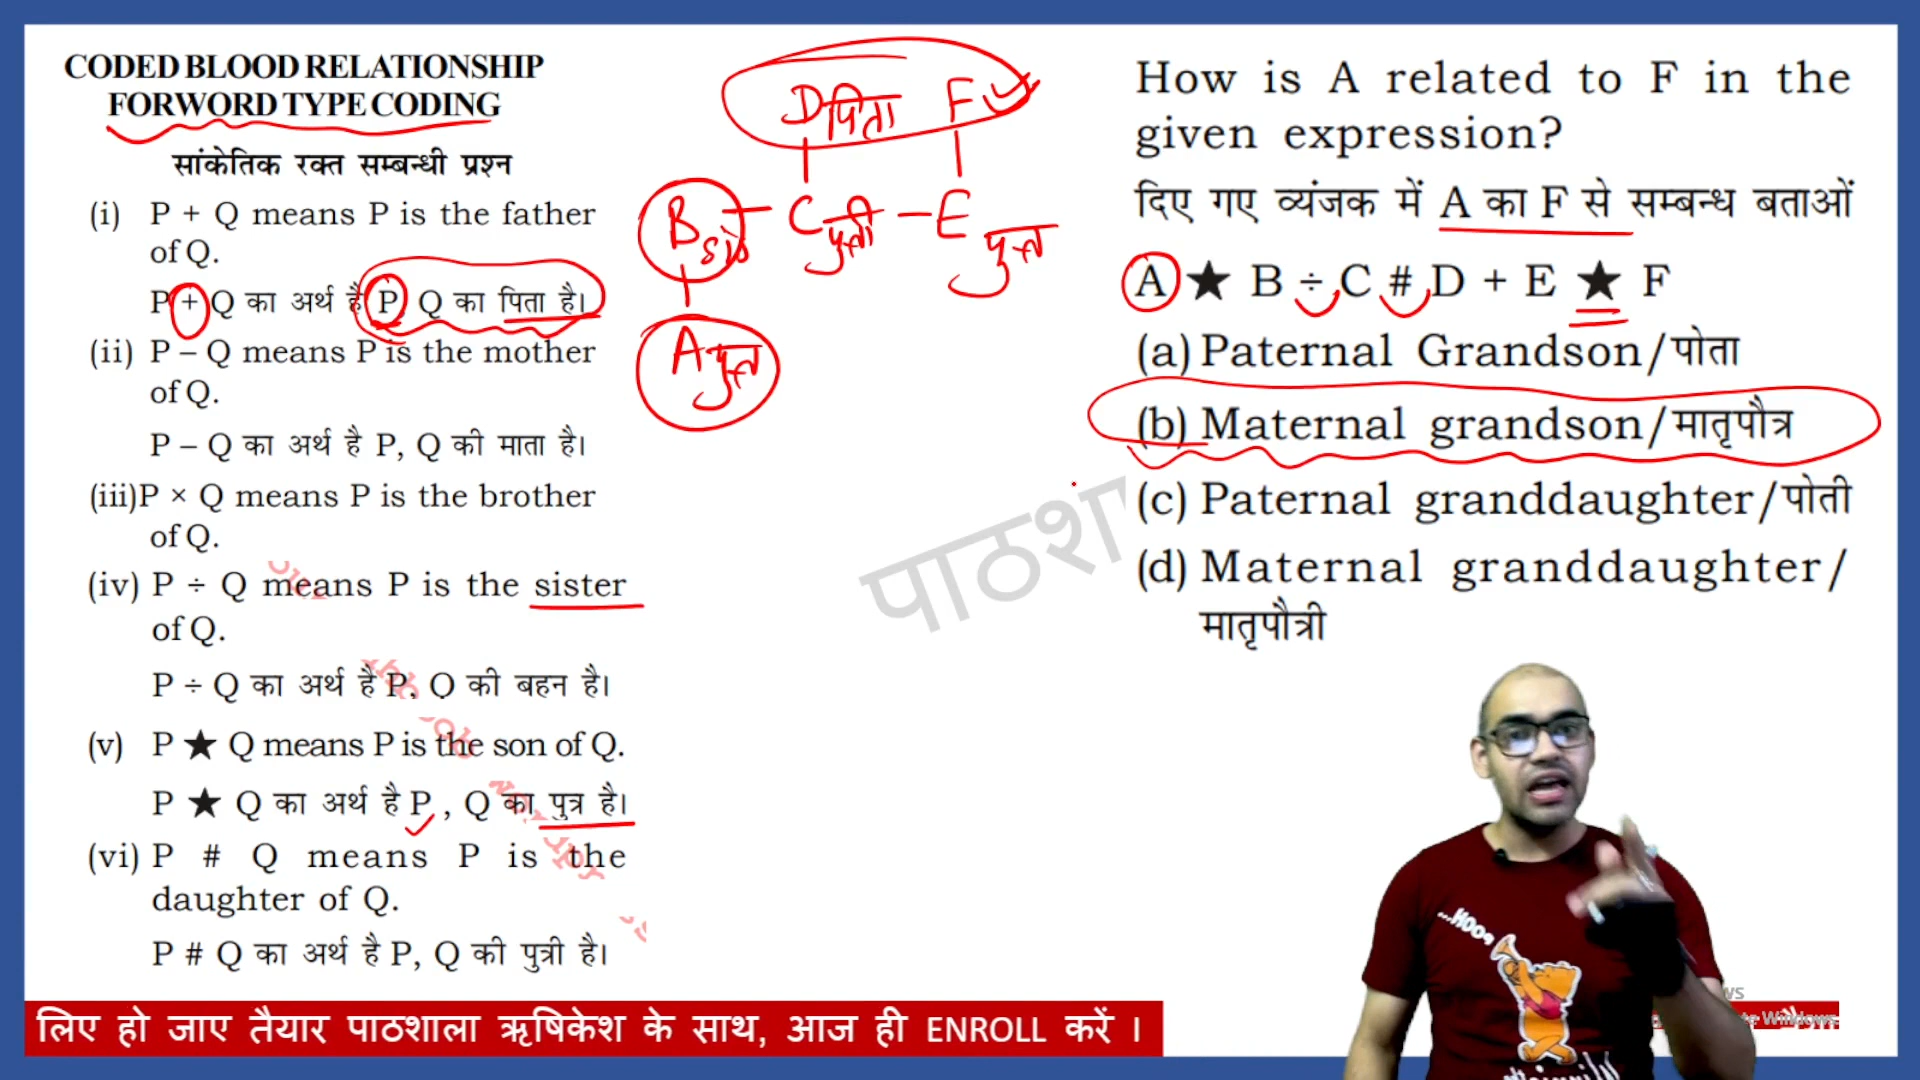 CODED BLOOD RELATIONSHIP
FORWORD TYPE CODING
सांकेतिक रक्त सम्बन्धी प्रश्न
(i) P + Q means P is the father
of Q.
P + Q का अर्थ है P Q का पिता है।
(ii) P – Q means P is the mother
of Q.
P – Q का अर्थ है P, Q की माता है।
(iii) P × Q means P is the brother
of Q.
(iv) P ÷ Q means P is the sister
of Q.
P ÷ Q का अर्थ है P, Q की बहन है।
(v) P ★ Q means P is the son of Q.
P ★ Q का अर्थ है P , Q का पुत्र है।
(vi) P # Q means P is the
daughter of Q.
P # Q का अर्थ है P, Q की पुत्री है।
D पिता F
B C पुत्री E पुत्र
A पुत्र
पाठशा
How is A related to F in the
given expression?
दिए गए व्यंजक में A का F से सम्बन्ध बताओं
A ★ B ÷ C # D + E ★ F
(a) Paternal Grandson/पोता
(b) Maternal grandson/मातृपौत्र
(c) Paternal granddaughter/पोती
(d) Maternal granddaughter/
मातृपौत्री
...HOOP
लिए हो जाए तैयार पाठशाला ऋषिकेश के साथ, आज ही ENROLL करें ।
Windows